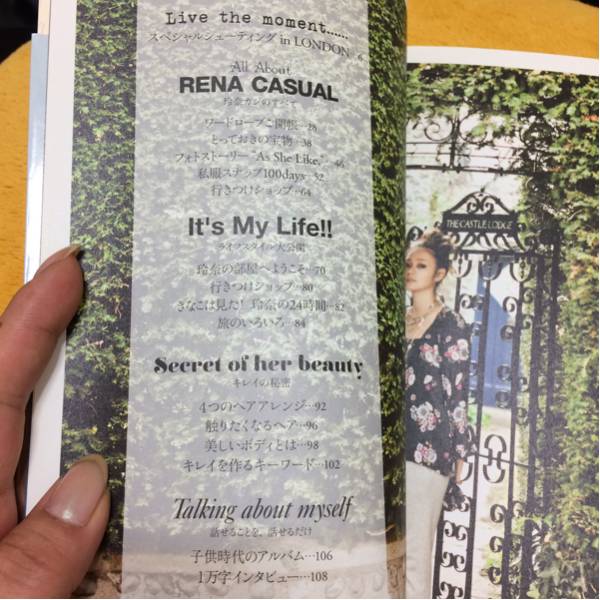 Live the moment......
スペシャルシューティング in LONDON 6
All About
RENA CASUAL
玲奈カジのすべて
ワードローブご開帳…28
とっておきの宝物…38
フォトストーリー "As She Like,"…46
私服スナップ100days…52
行きつけショップ…64
It's My Life!!
ライフスタイル大公開
玲奈の部屋へようこそ…70
行きつけショップ…80
きなこは見た! 玲奈の24時間…82
旅のいろいろ…84
Secret of her beauty
キレイの秘密
4つのヘアアレンジ…92
触りたくなるヘア…96
美しいボディとは…98
キレイを作るキーワード…102
Talking about myself
話せることを、話せるだけ
子供時代のアルバム…106
1万字インタビュー…108
THE CASTLE LODGE